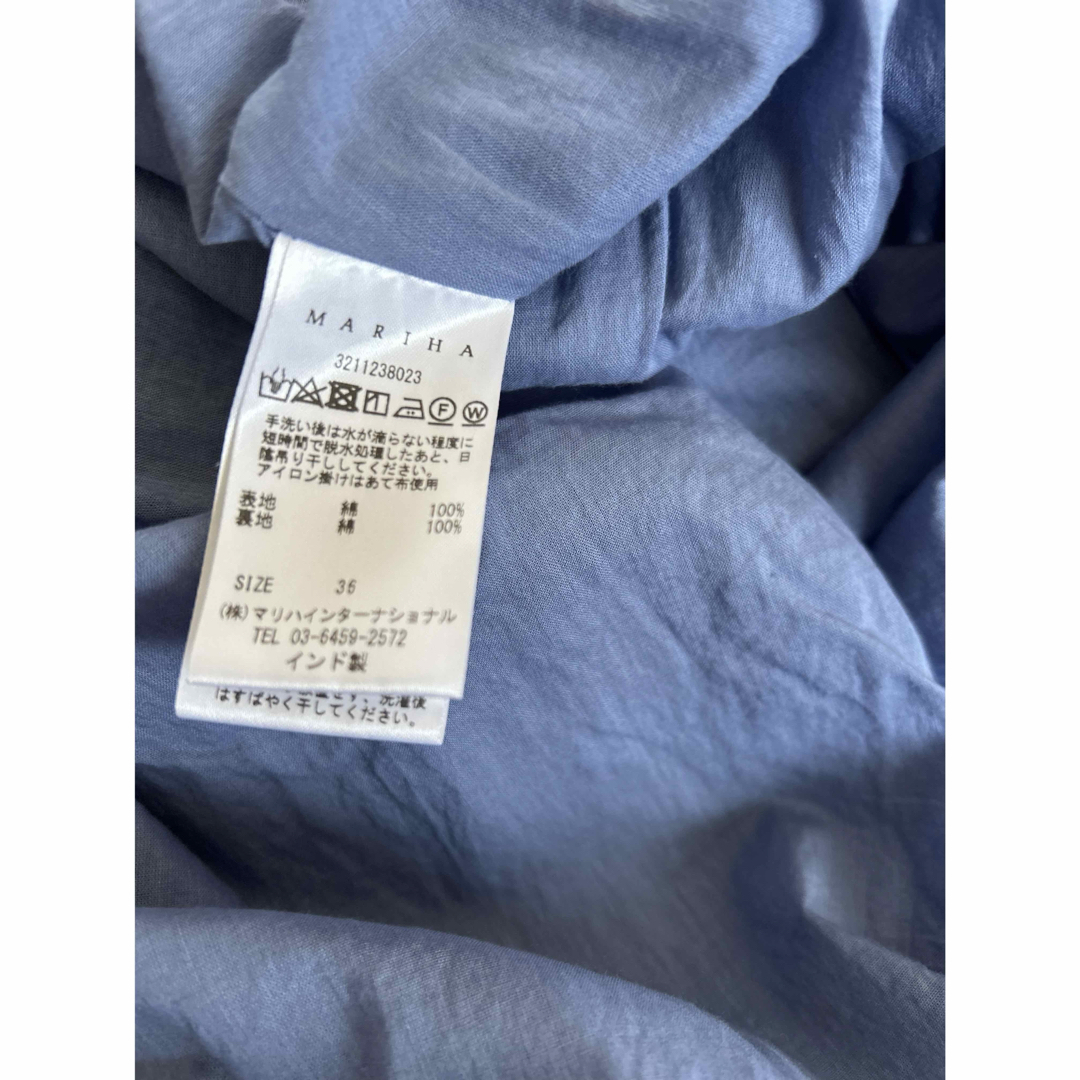 MARIHA
3211238023
F W
手洗い後は水が滴らない程度に
短時間で脱水処理したあと、日
陰吊り干ししてください。
アイロン掛けはあて布使用
表地 綿 100%
裏地 綿 100%
SIZE 36
(株)マリハインターナショナル
TEL 03-6459-2572
インド製
洗濯後
はすばやく干してください。